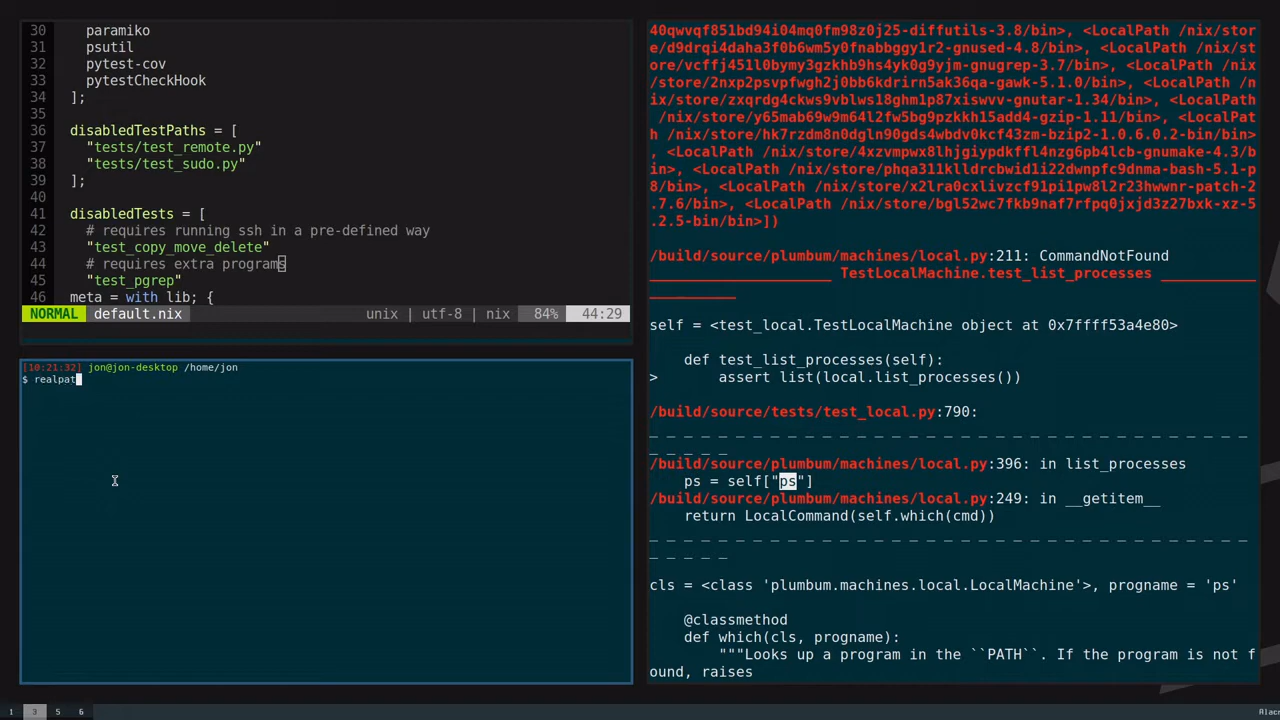 30     paramiko
31     psutil
32     pytest-cov
33     pytestCheckHook
34   ];
35
36   disabledTestPaths = [
37     "tests/test_remote.py"
38     "tests/test_sudo.py"
39   ];
40
41   disabledTests = [
42     # requires running ssh in a pre-defined way
43     "test_copy_move_delete"
44     # requires extra programs
45     "test_pgrep"
46   meta = with lib; {
NORMAL  default.nix  unix | utf-8 | nix  84%  44:29
[10:21:32] jon@jon-desktop /home/jon
$ realpat
40qwvqf851bd94i04mq0fm98z0j25-diffutils-3.8/bin>, <LocalPath /nix/stor
e/d9drqi4daha3f0b6wm5y0fnabbggy1r2-gnused-4.8/bin>, <LocalPath /nix/store/
vcffj451l0bymy3gzkhb9hs4yk0g9yjm-gnugrep-3.7/bin>, <LocalPath /nix/
store/2nxp2psvpfwgh2j0bb6kdrirn5ak36qa-gawk-5.1.0/bin>, <LocalPath /n
ix/store/zxqrdg4ckws9vblws18ghm1p87xiswvv-gnutar-1.34/bin>, <LocalPath
 /nix/store/y65mab69w9m64l2fw5bg9pzkkh15add4-gzip-1.11/bin>, <LocalPat
h /nix/store/hk7rzdm8n0dgln90gds4wbdv0kcf43zm-bzip2-1.0.6.0.2-bin/bin>
, <LocalPath /nix/store/4xzvmpwx8lhjgiypdkffl4nzg6pb4lcb-gnumake-4.3/b
in>, <LocalPath /nix/store/phqa311klldrcbwid1i22dwnpfc9dnma-bash-5.1-p
8/bin>, <LocalPath /nix/store/x2lra0cxlivzcf91pi1pw8l2r23hwwnr-patch-2
.7.6/bin>, <LocalPath /nix/store/bgl52wc7fkb9naf7rfpq0jxjd3z27bxk-xz-5
.2.5-bin/bin>])
/build/source/plumbum/machines/local.py:211: CommandNotFound
_____________________ TestLocalMachine.test_list_processes ___________
__________
self = <test_local.TestLocalMachine object at 0x7ffff53a4e80>
    def test_list_processes(self):
>       assert list(local.list_processes())
/build/source/tests/test_local.py:790:
_ _ _ _ _ _ _ _ _ _ _ _ _ _ _ _ _ _ _ _ _ _ _ _ _ _ _ _ _ _ _ _ _ _ _
_ _ _ _ _
/build/source/plumbum/machines/local.py:396: in list_processes
    ps = self["ps"]
/build/source/plumbum/machines/local.py:249: in __getitem__
    return LocalCommand(self.which(cmd))
_ _ _ _ _ _ _ _ _ _ _ _ _ _ _ _ _ _ _ _ _ _ _ _ _ _ _ _ _ _ _ _ _ _ _
_ _ _ _ _
cls = <class 'plumbum.machines.local.LocalMachine'>, progname = 'ps'
    @classmethod
    def which(cls, progname):
        """Looks up a program in the ``PATH``. If the program is not f
ound, raises
1 3 5 6
Alacr